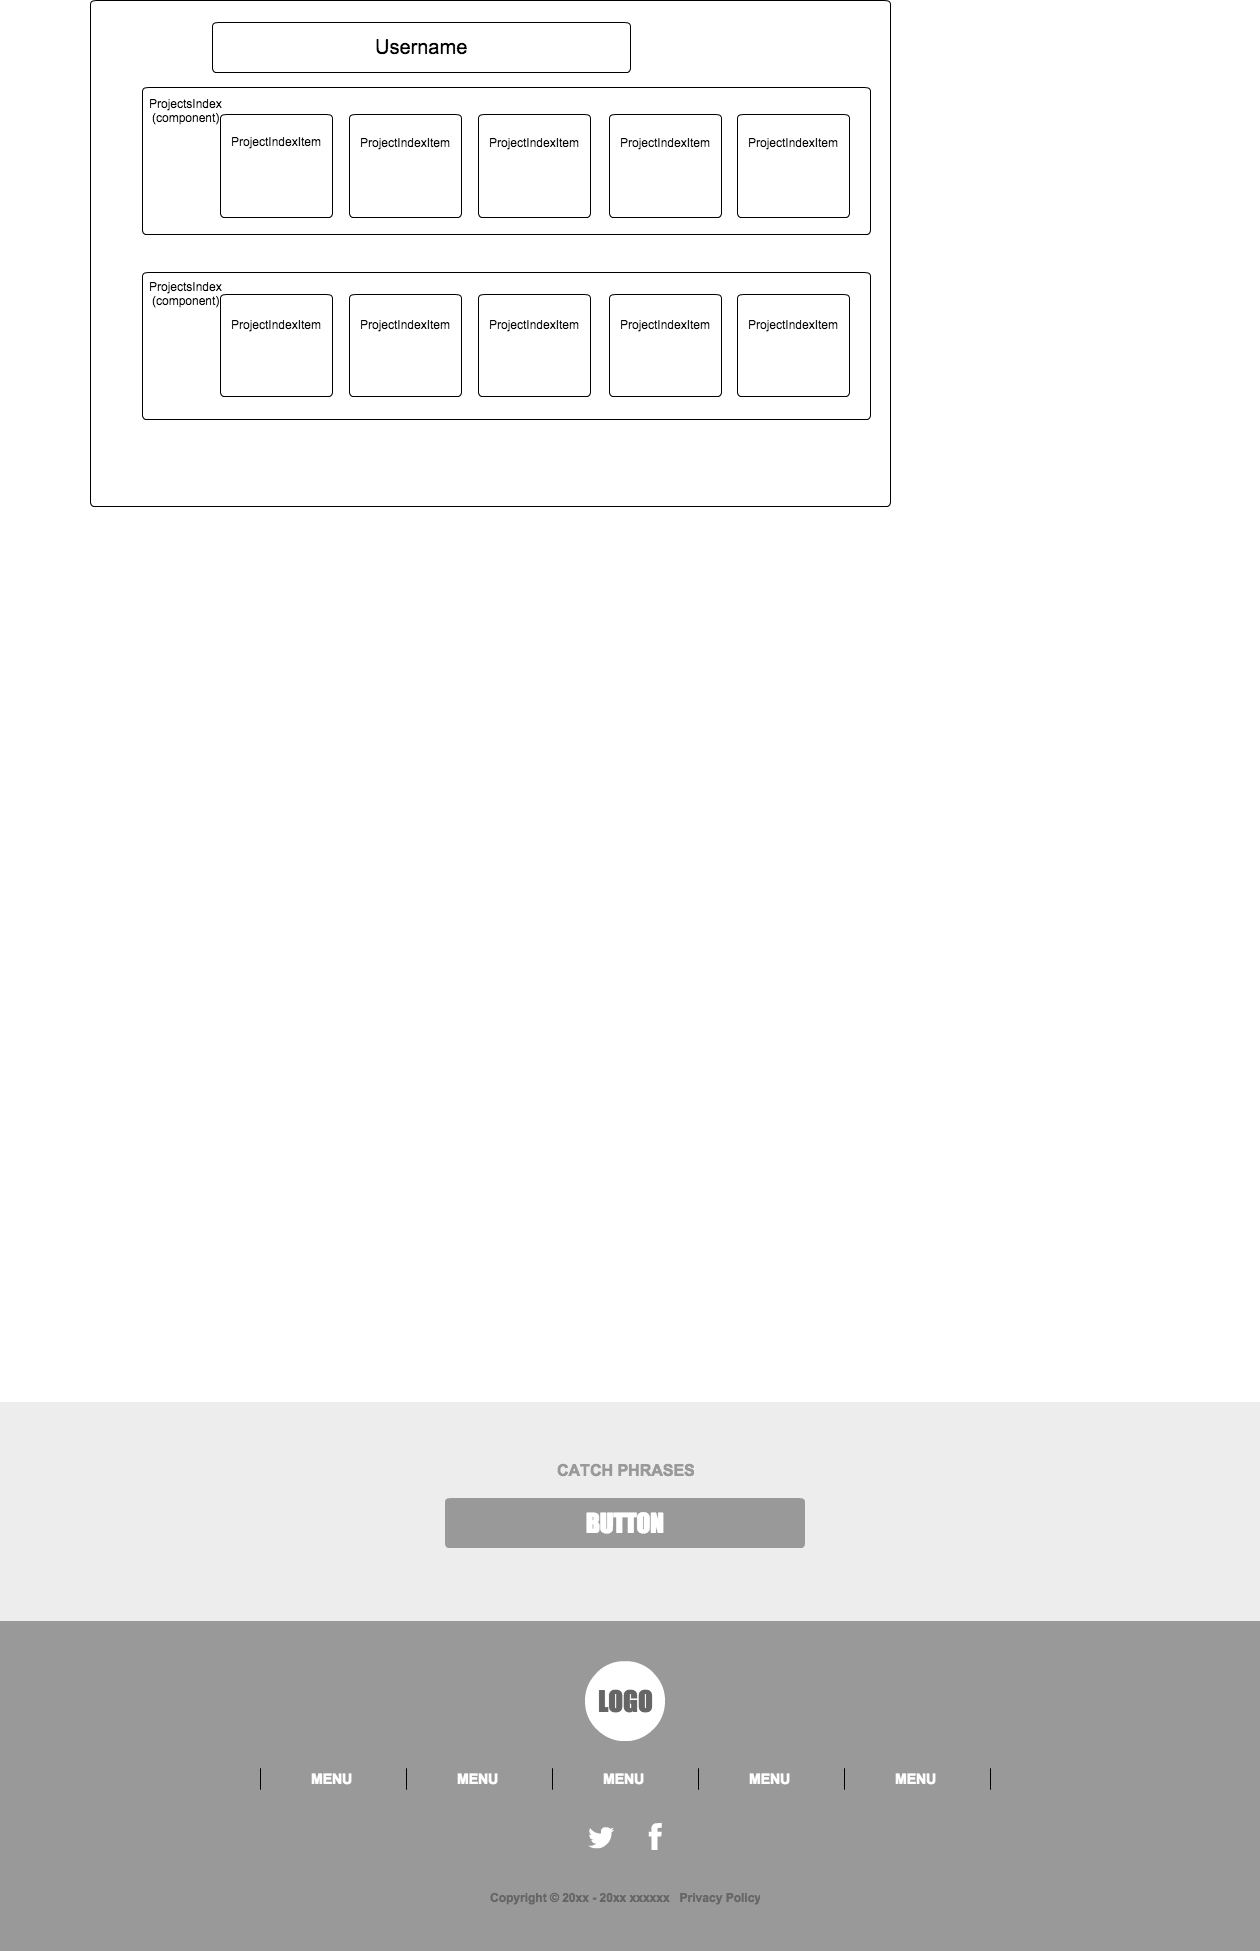 Username
ProjectsIndex
(component)
ProjectIndexItem ProjectIndexItem ProjectIndexItem ProjectIndexItem ProjectIndexItem
ProjectsIndex
(component)
ProjectIndexItem ProjectIndexItem ProjectIndexItem ProjectIndexItem ProjectIndexItem
CATCH PHRASES
BUTTON
LOGO
MENU MENU MENU MENU MENU
Copyright © 20xx - 20xx xxxxxx Privacy Policy